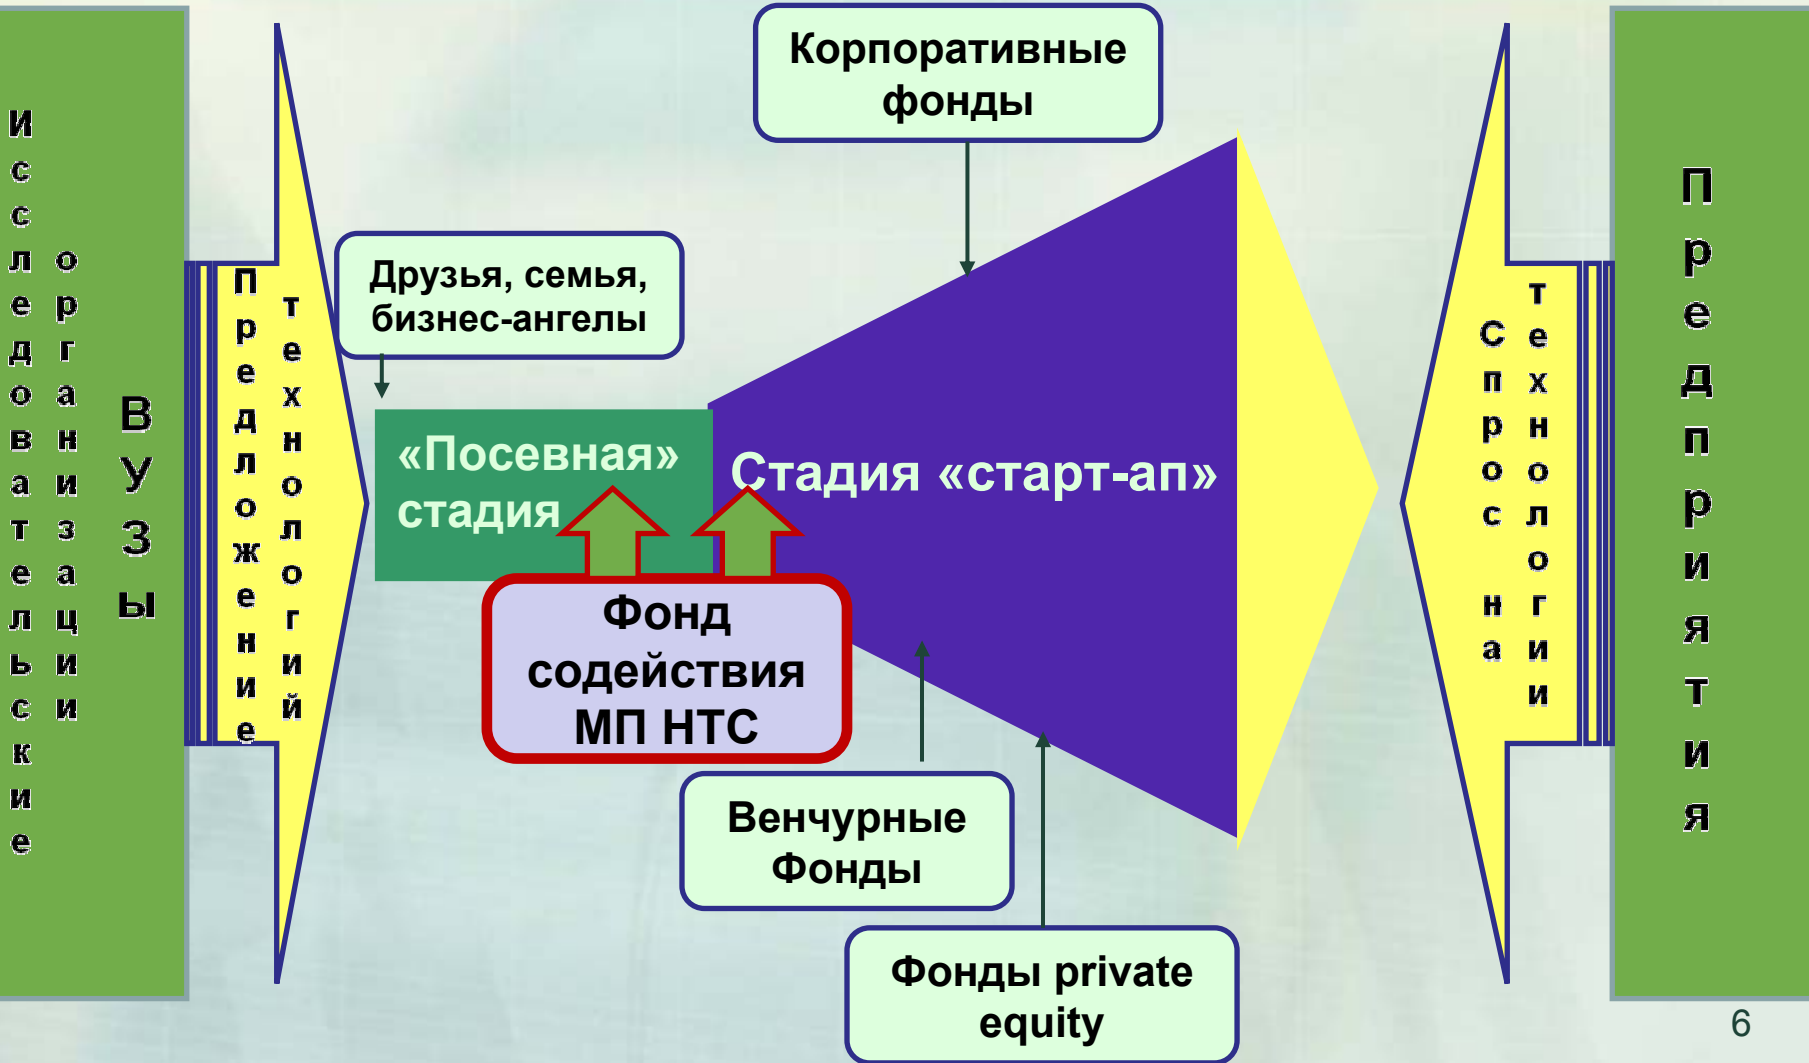 Исследовательские
организации
ВУЗы
Предложение
технологий
Друзья, семья,
бизнес-ангелы
Корпоративные
фонды
«Посевная»
стадия
Стадия «старт-ап»
Фонд
содействия
МП НТС
Венчурные
Фонды
Фонды private
equity
Спрос на
технологии
Предприятия
6